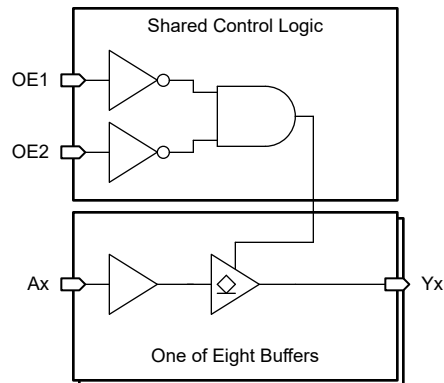 Shared Control Logic
OE1
OE2
Ax
Yx
One of Eight Buffers